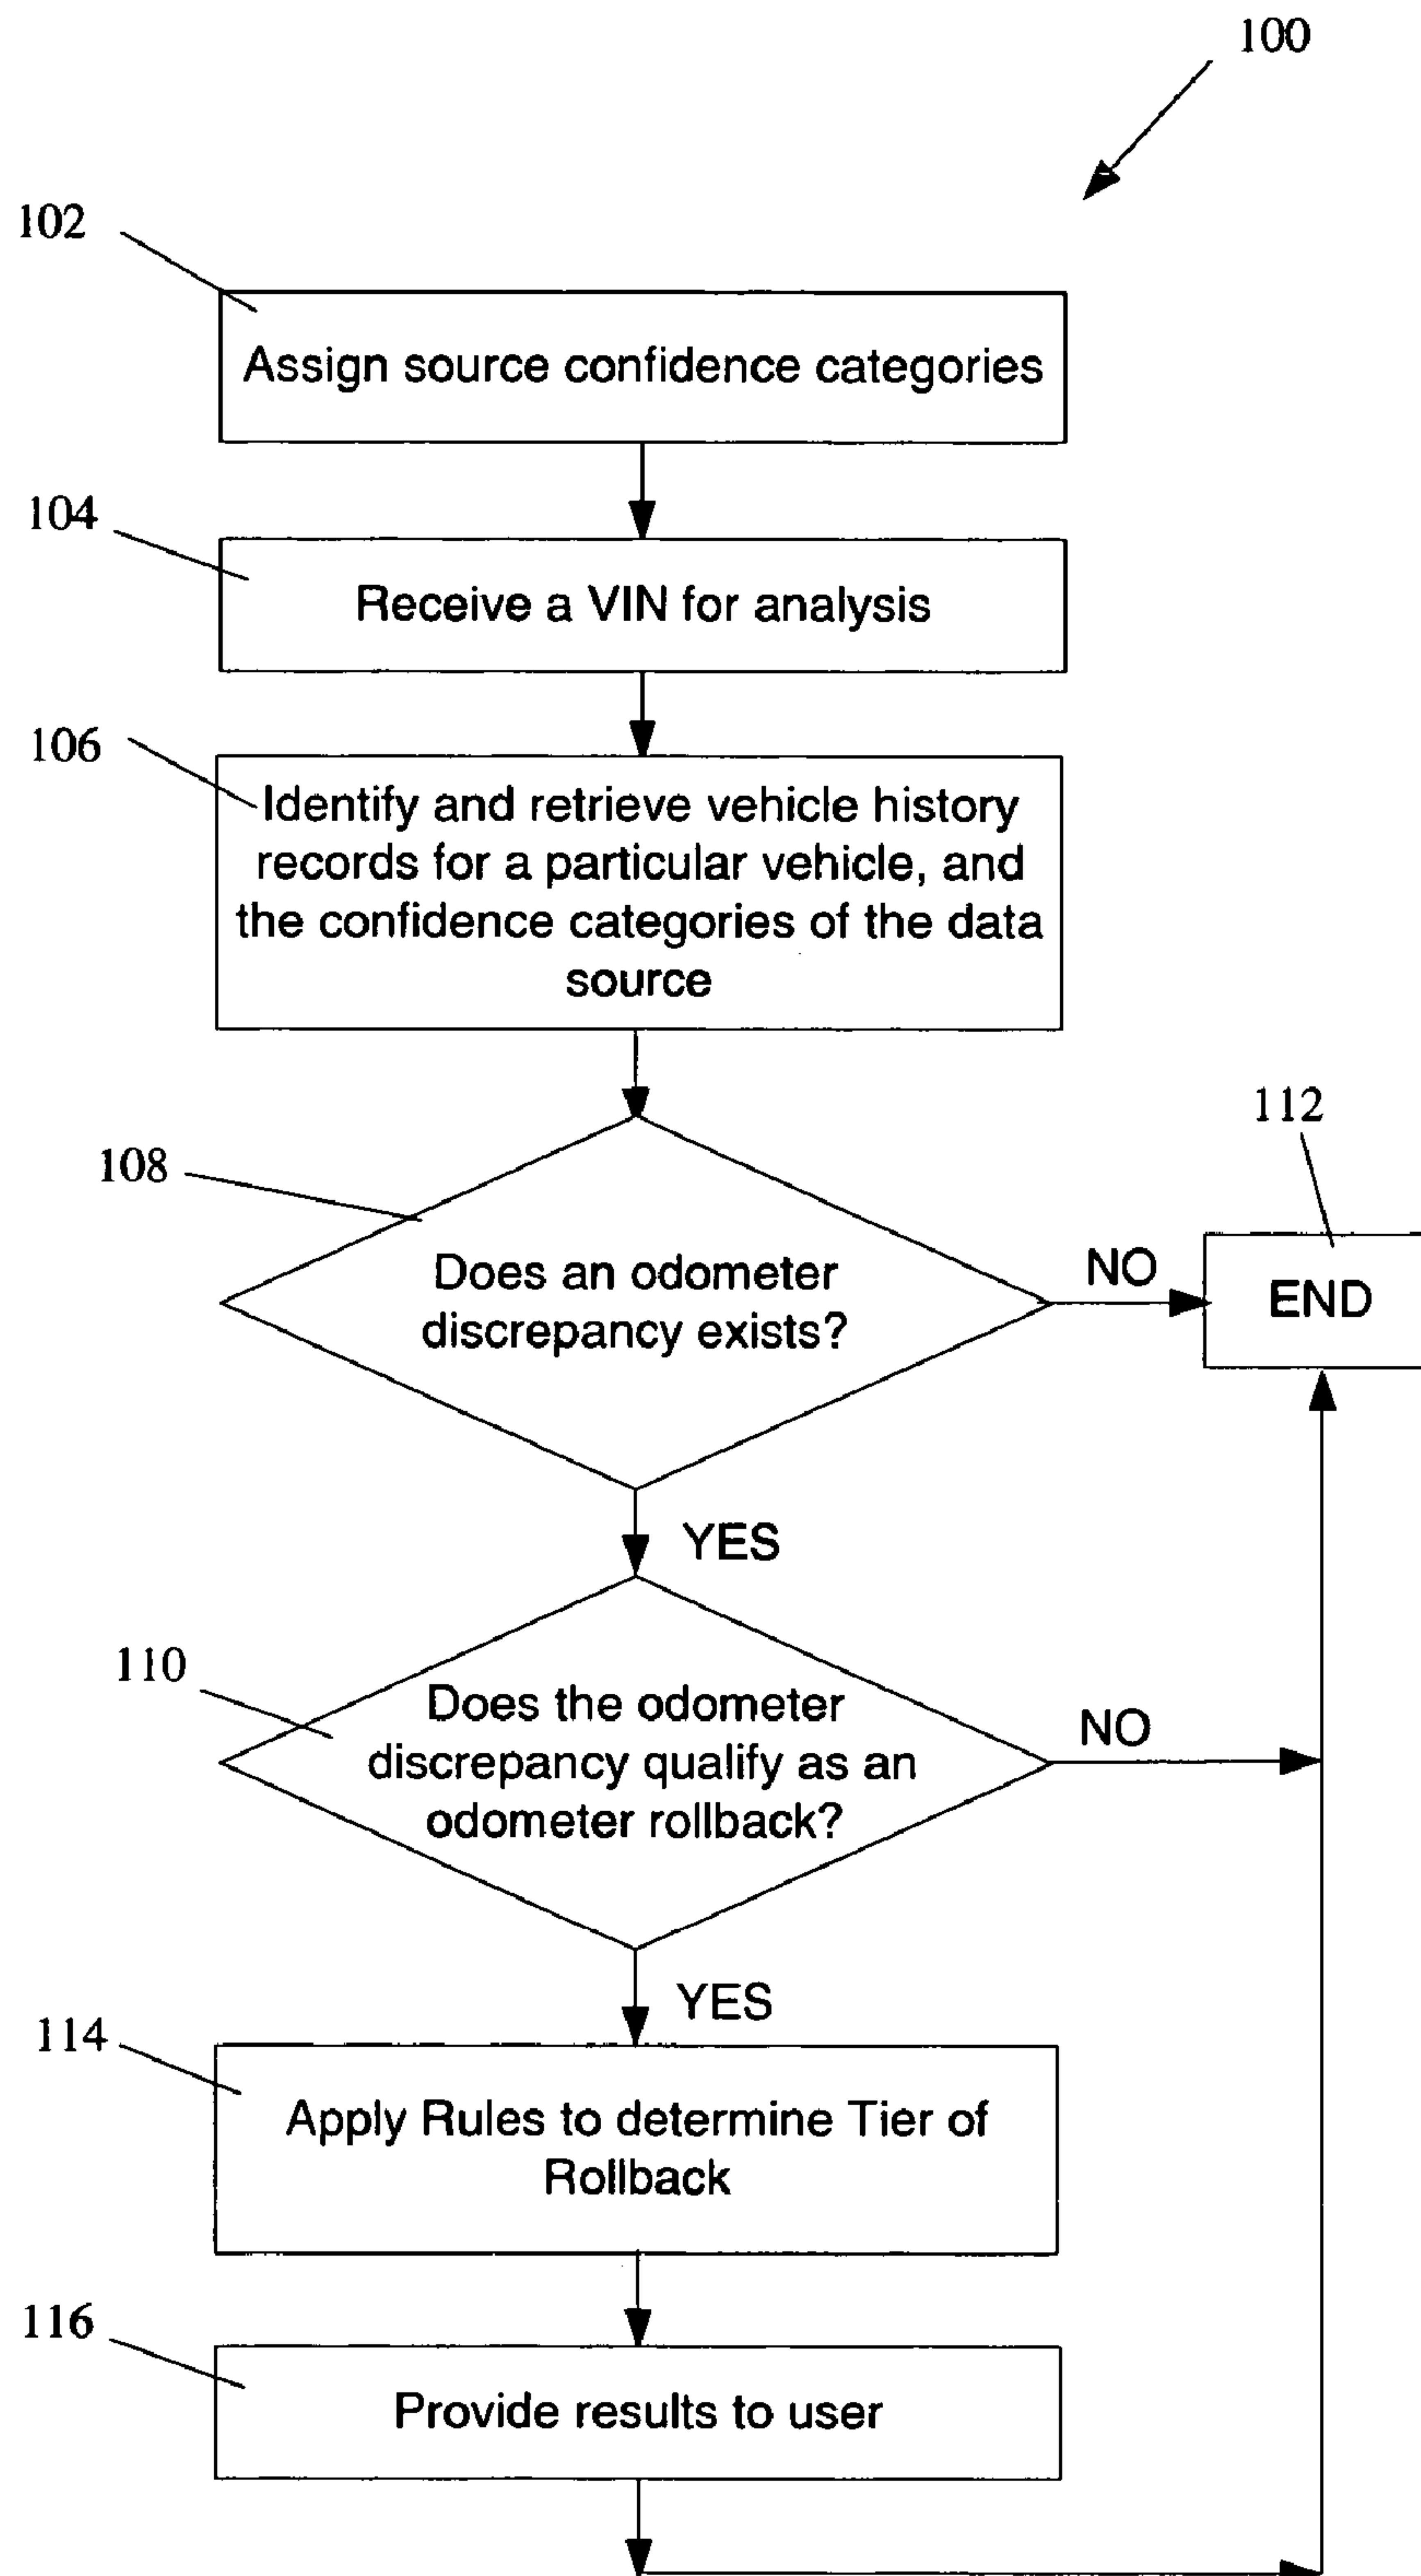 100
102
Assign source confidence categories
104
Receive a VIN for analysis
106
Identify and retrieve vehicle history
records for a particular vehicle, and
the confidence categories of the data
source
112
108
Does an odometer
discrepancy exists?
NO
END
YES
110
Does the odometer
discrepancy qualify as an
odometer rollback?
NO
YES
114
Apply Rules to determine Tier of
Rollback
116
Provide results to user